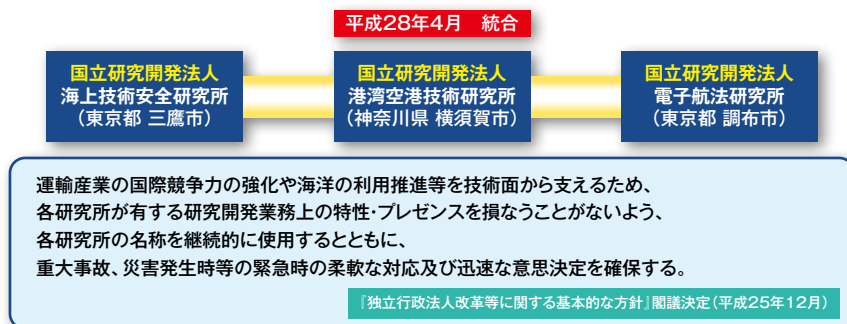 平成28年4月　統合
国立研究開発法人
海上技術安全研究所
（東京都 三鷹市）
国立研究開発法人
港湾空港技術研究所
（神奈川県 横須賀市）
国立研究開発法人
電子航法研究所
（東京都 調布市）
運輸産業の国際競争力の強化や海洋の利用推進等を技術面から支えるため、
各研究所が有する研究開発業務上の特性・プレゼンスを損なうことがないよう、
各研究所の名称を継続的に使用するとともに、
重大事故、災害発生時等の緊急時の柔軟な対応及び迅速な意思決定を確保する。
『独立行政法人改革等に関する基本的な方針』閣議決定（平成25年12月）